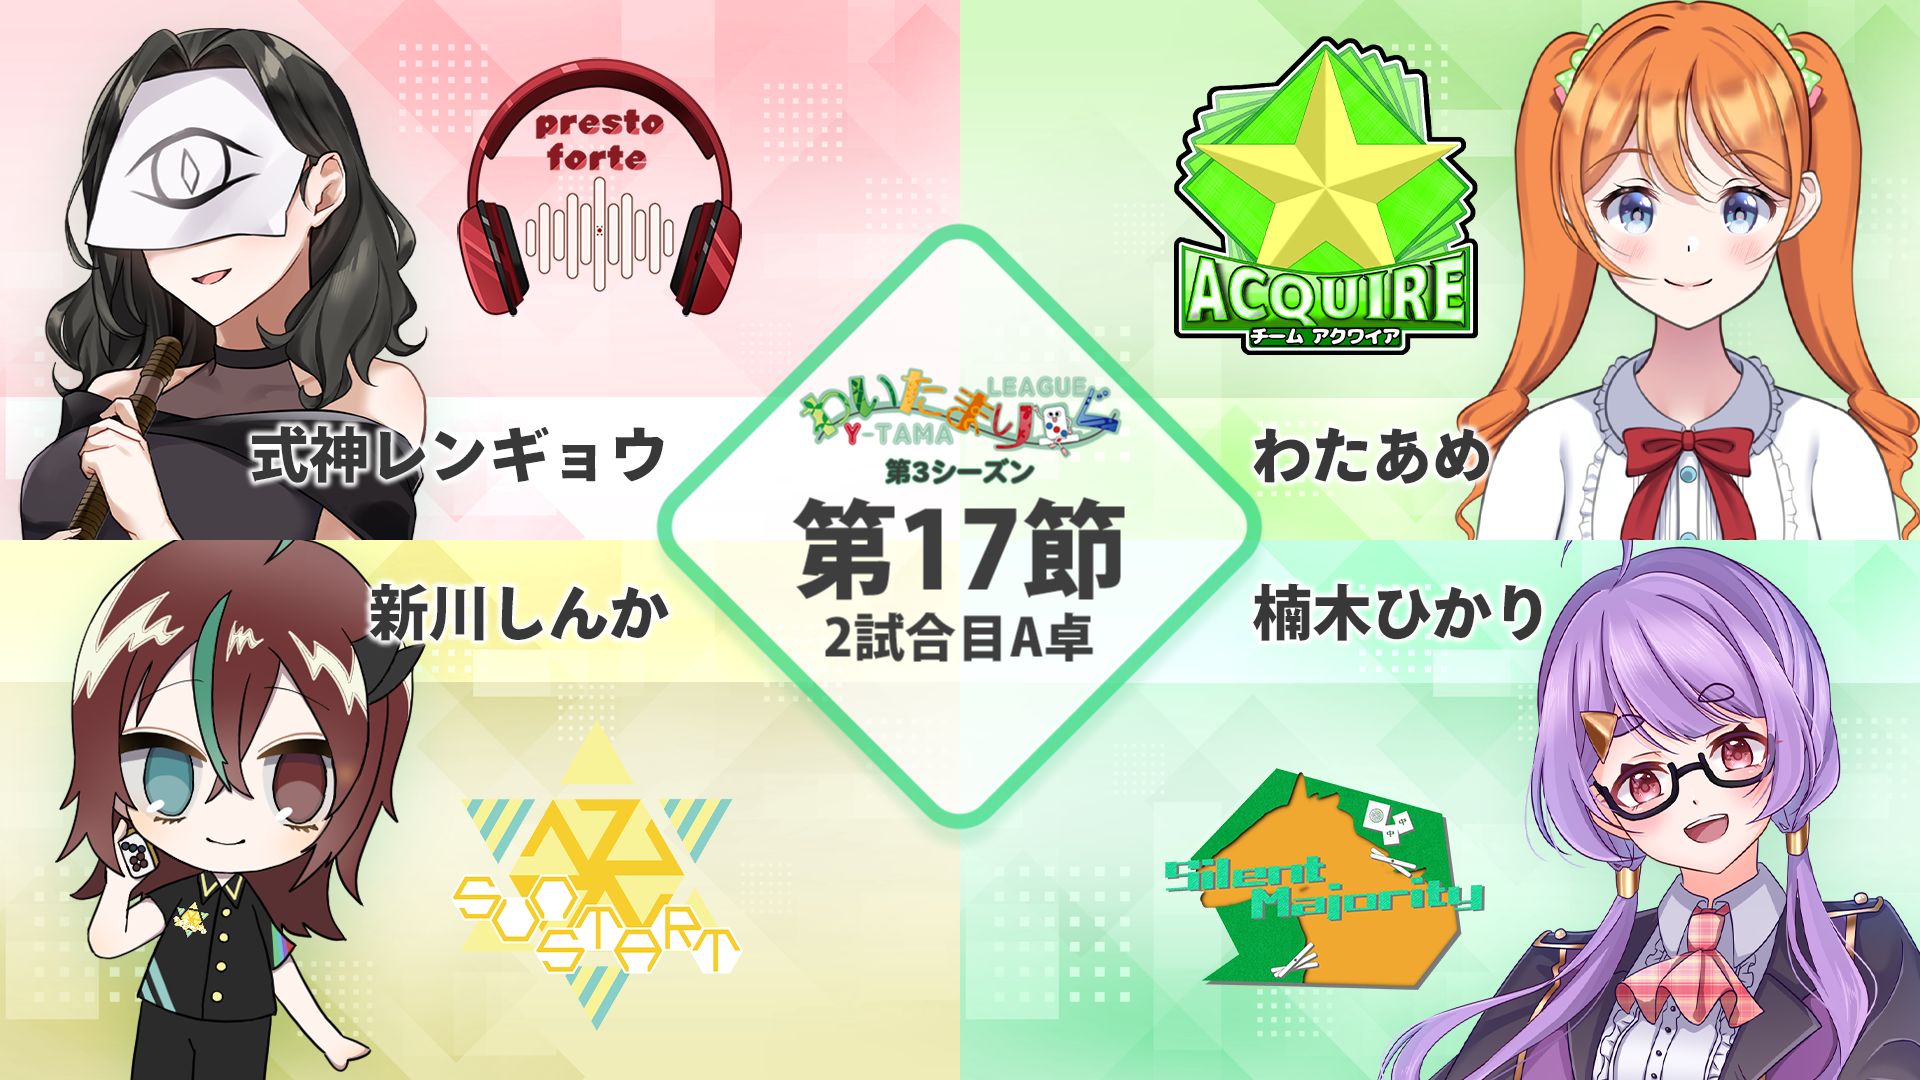 presto
forte
ACQUIRE
チーム アクワイア
式神レンギョウ
わたあめ
わいたまりーぐ
LEAGUE
Y-TAMA
第3シーズン
第17節
2試合目A卓
新川しんか
楠木ひかり
SUOSTART
Silent
Majority
中
中